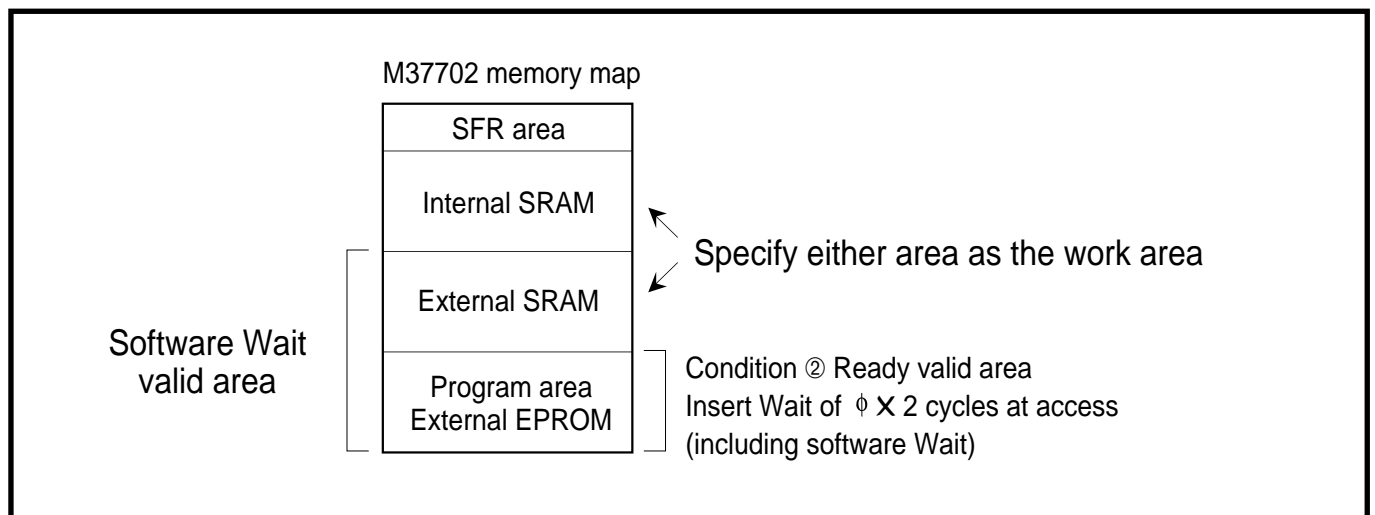 M37702 memory map
SFR area
Internal SRAM
Specify either area as the work area
External SRAM
Software Wait
valid area
Program area
External EPROM
Condition ② Ready valid area
Insert Wait of ϕ × 2 cycles at access
(including software Wait)